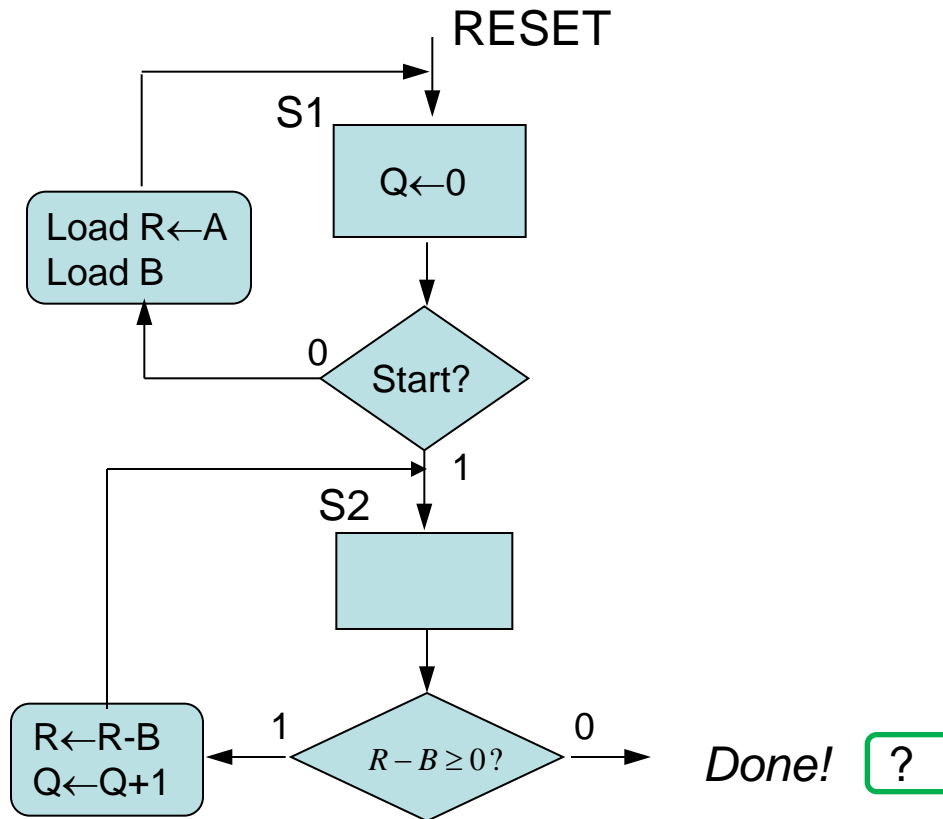 RESET
S1
Q←0
Load R←A
Load B
0
Start?
1
S2
R←R-B
Q←Q+1
1
R – B ≥ 0?
0
Done!
?